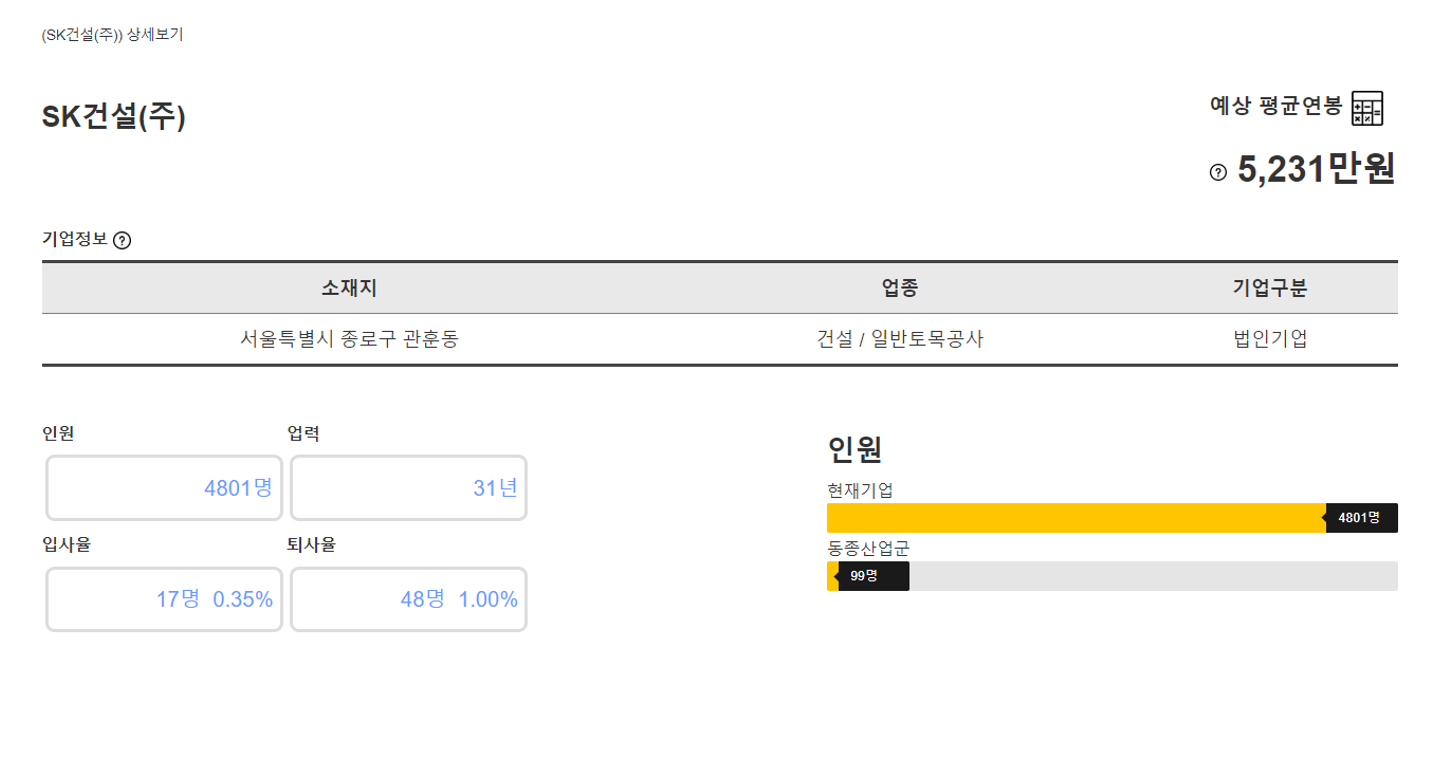 (SK건설(주)) 상세보기
SK건설(주)
예상 평균연봉
5,231만원
기업정보
소재지 업종 기업구분
서울특별시 종로구 관훈동 건설 / 일반토목공사 법인기업
인원 업력
4801명 31년
입사율 퇴사율
17명 0.35% 48명 1.00%
인원
현재기업
4801명
동종산업군
99명